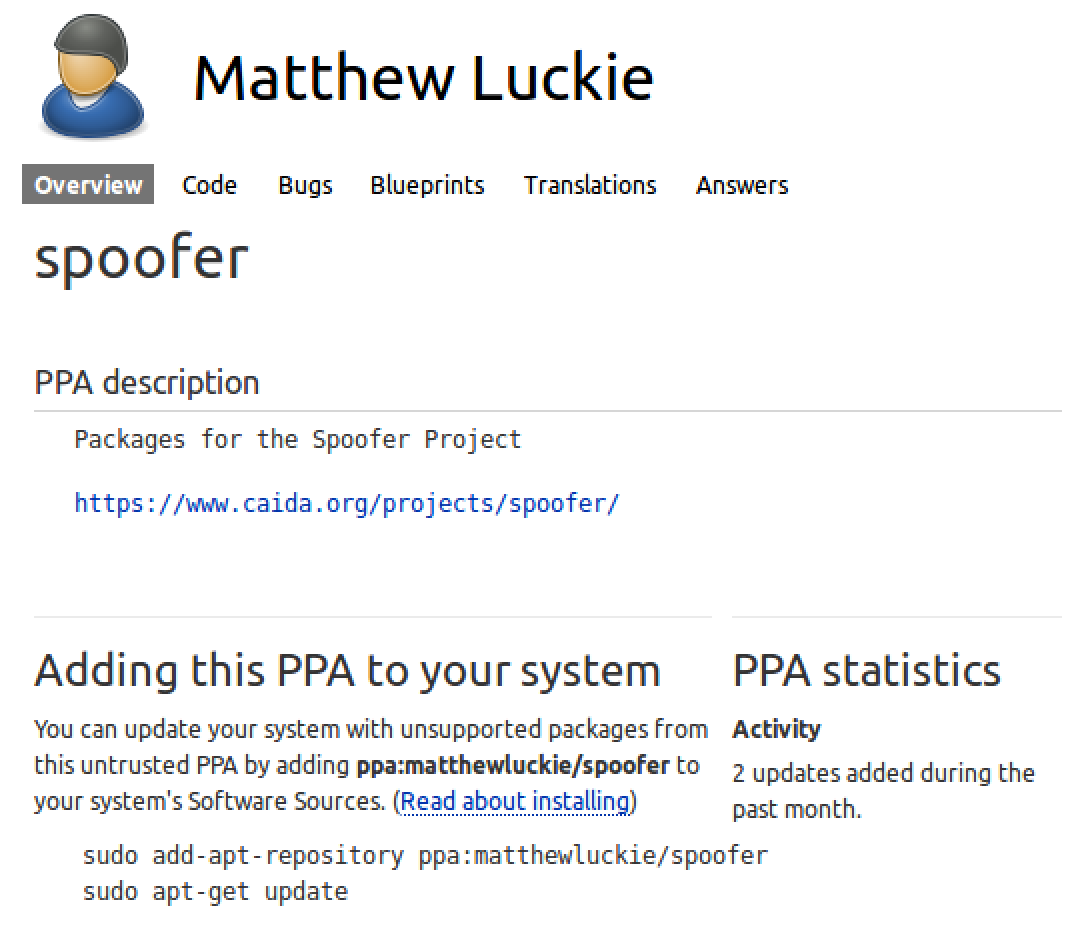 Matthew Luckie
Overview Code Bugs Blueprints Translations Answers
spoofer
PPA description
Packages for the Spoofer Project
https://www.caida.org/projects/spoofer/
Adding this PPA to your system
You can update your system with unsupported packages from
this untrusted PPA by adding ppa:matthewluckie/spoofer to
your system's Software Sources. (Read about installing)
sudo add-apt-repository ppa:matthewluckie/spoofer
sudo apt-get update
PPA statistics
Activity
2 updates added during the
past month.